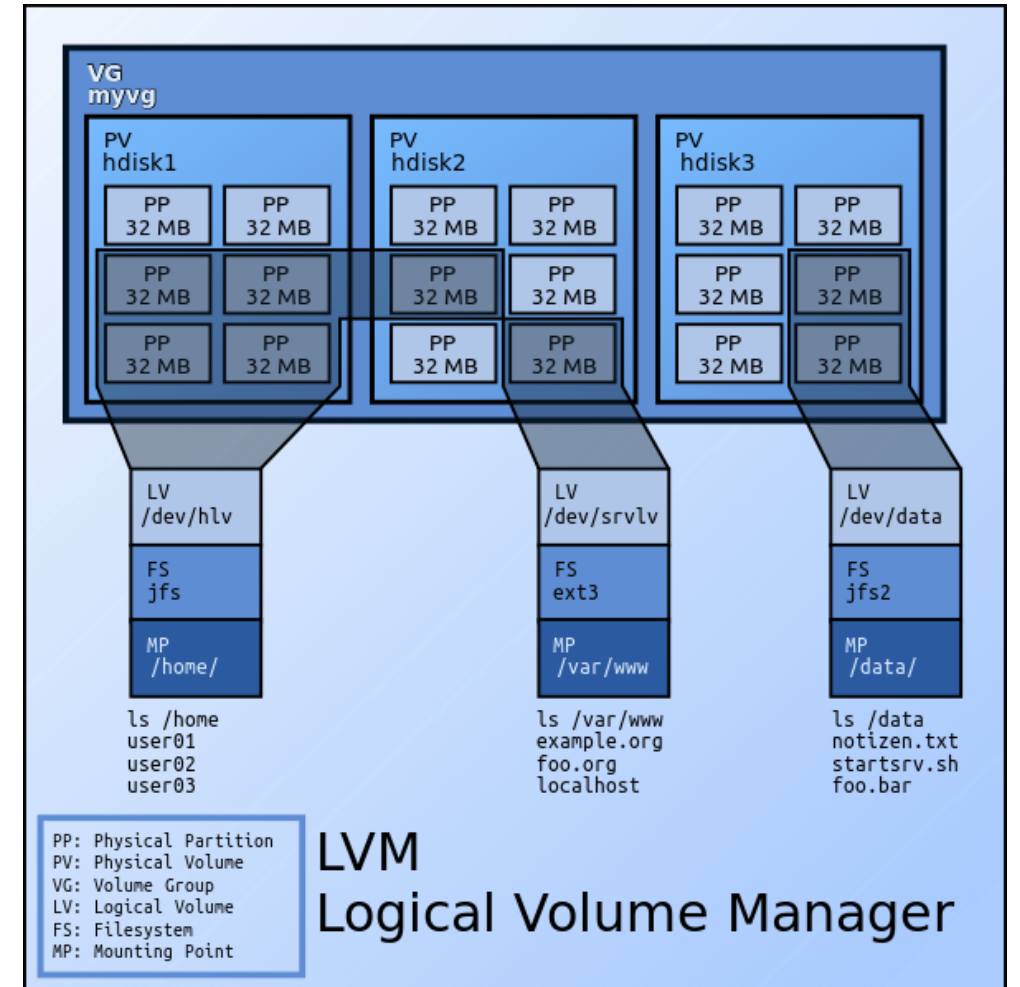 VG
myvg
PV
hdisk1
PP
32 MB
PP
32 MB
PP
32 MB
PP
32 MB
PP
32 MB
PP
32 MB
PV
hdisk2
PP
32 MB
PP
32 MB
PP
32 MB
PP
32 MB
PP
32 MB
PP
32 MB
PV
hdisk3
PP
32 MB
PP
32 MB
PP
32 MB
PP
32 MB
PP
32 MB
PP
32 MB
LV
/dev/hlv
FS
jfs
MP
/home/
ls /home
user01
user02
user03
LV
/dev/srvlv
FS
ext3
MP
/var/www
ls /var/www
example.org
foo.org
localhost
LV
/dev/data
FS
jfs2
MP
/data/
ls /data
notizen.txt
startsrv.sh
foo.bar
PP: Physical Partition
PV: Physical Volume
VG: Volume Group
LV: Logical Volume
FS: Filesystem
MP: Mounting Point
LVM
Logical Volume Manager